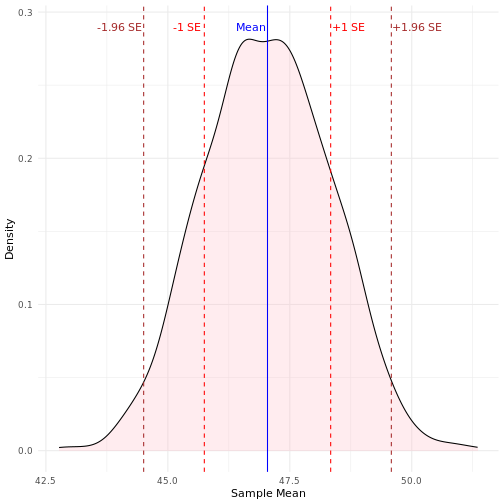 0.3
-1.96 SE
-1 SE
Mean
+1 SE
+1.96 SE
0.2
Density
0.1
0.0
42.5
45.0
47.5
50.0
Sample Mean